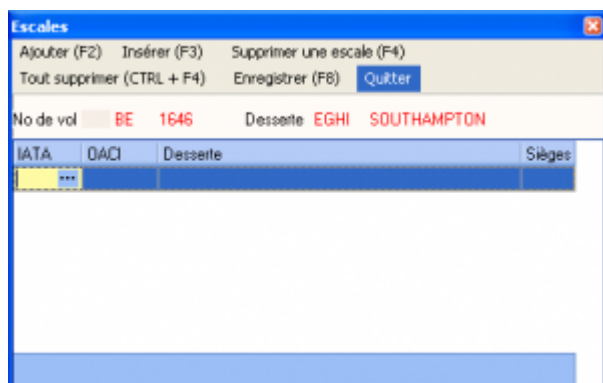 Escales
Ajouter (F2) Insérer (F3) Supprimer une escale (F4)
Tout supprimer (CTRL + F4) Enregistrer (F8) Quitter
No de vol BE 1646 Desserte EGHI SOUTHAMPTON
IATA OACI Desserte Sièges